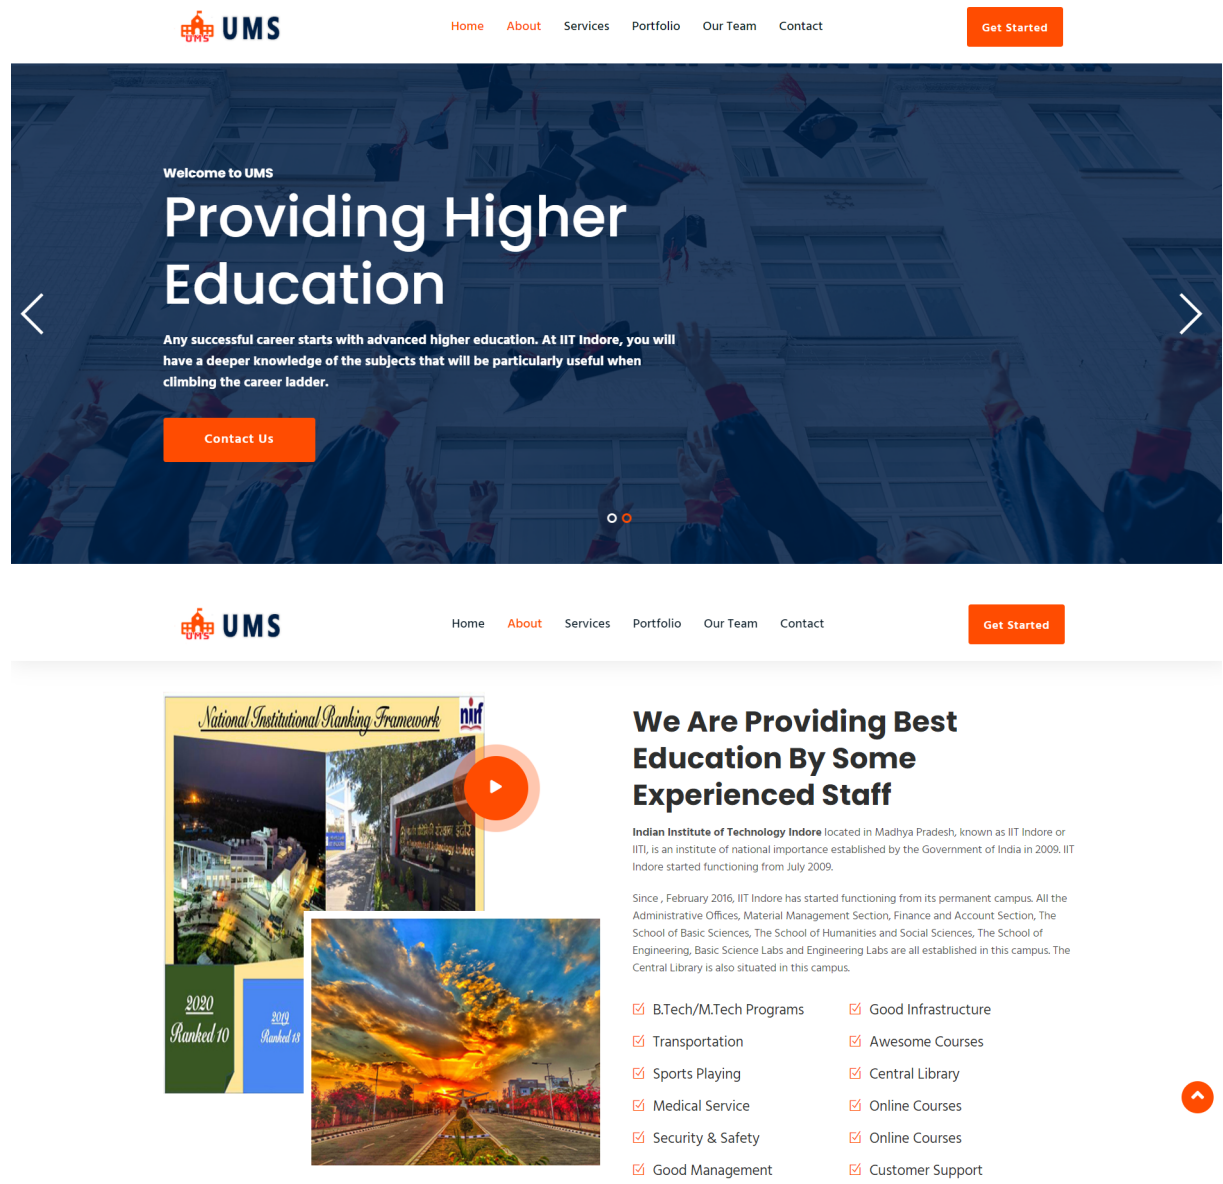 UMS UMS
Home About Services Portfolio Our Team Contact
Get Started
Welcome to UMS
Providing Higher
Education
Any successful career starts with advanced higher education. At IIT Indore, you will
have a deeper knowledge of the subjects that will be particularly useful when
climbing the career ladder.
Contact Us
UMS UMS
Home About Services Portfolio Our Team Contact
Get Started
National Institutional Ranking Framework
nirf
2020
Ranked 10
2019
Ranked 13
We Are Providing Best
Education By Some
Experienced Staff
Indian Institute of Technology Indore located in Madhya Pradesh, known as IIT Indore or
IITI, is an institute of national importance established by the Government of India in 2009. IIT
Indore started functioning from July 2009.
Since , February 2016, IIT Indore has started functioning from its permanent campus. All the
Administrative Offices, Material Management Section, Finance and Account Section, The
School of Basic Sciences, The School of Humanities and Social Sciences, The School of
Engineering, Basic Science Labs and Engineering Labs are all established in this campus. The
Central Library is also situated in this campus.
B.Tech/M.Tech Programs
Transportation
Sports Playing
Medical Service
Security & Safety
Good Management
Good Infrastructure
Awesome Courses
Central Library
Online Courses
Online Courses
Customer Support